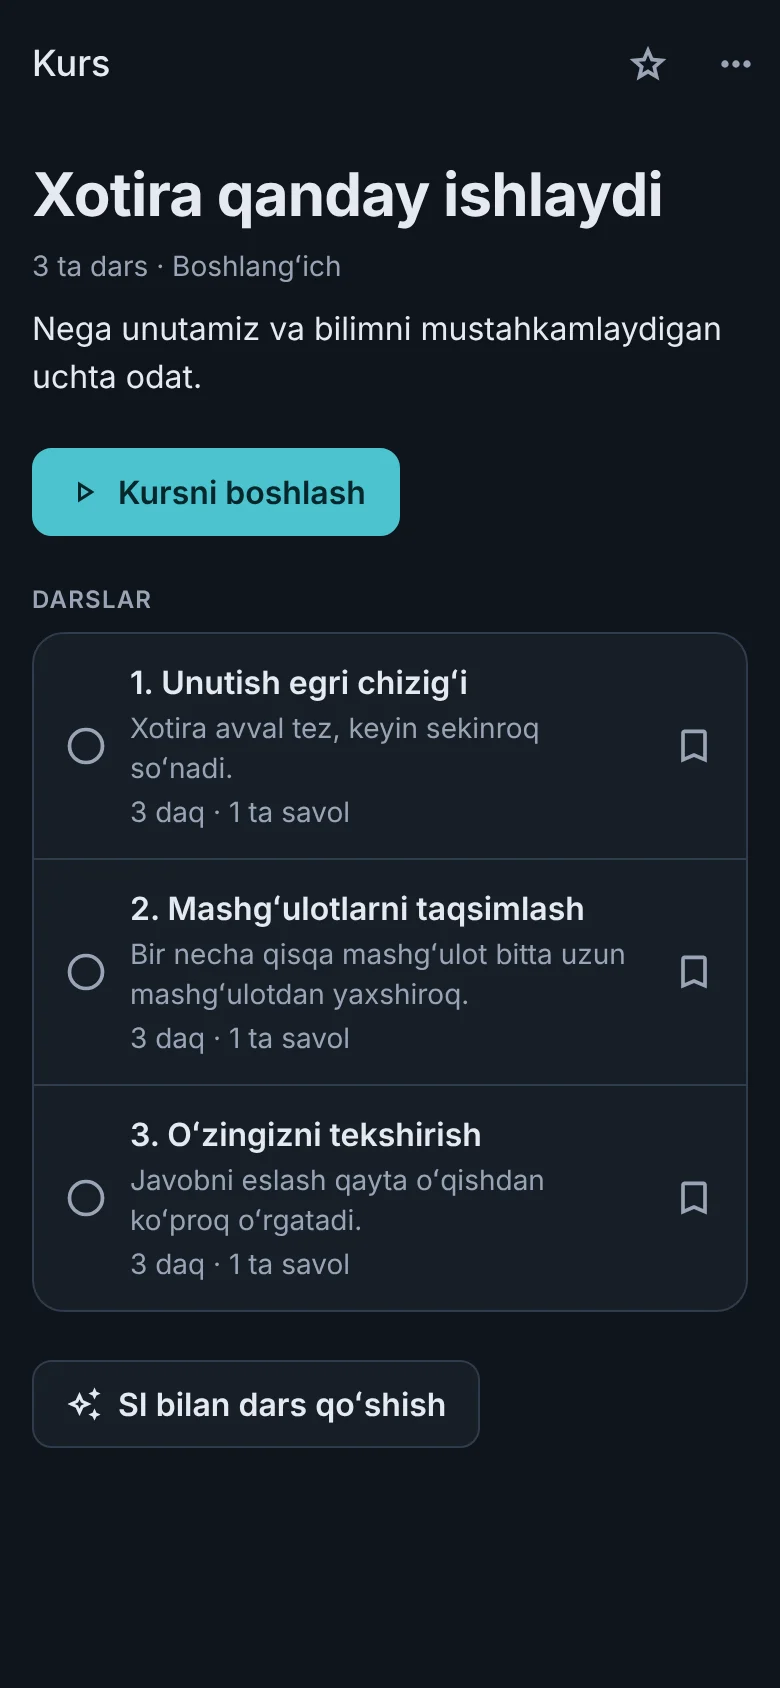 Kurs
Xotira qanday ishlaydi
3 ta dars · Boshlangʻich
Nega unutamiz va bilimni mustahkamlaydigan
uchta odat.
Kursni boshlash
DARSLAR
1. Unutish egri chizigʻi
Xotira avval tez, keyin sekinroq
soʻnadi.
3 daq · 1 ta savol
2. Mashgʻulotlarni taqsimlash
Bir necha qisqa mashgʻulot bitta uzun
mashgʻulotdan yaxshiroq.
3 daq · 1 ta savol
3. Oʻzingizni tekshirish
Javobni eslash qayta oʻqishdan
koʻproq oʻrgatadi.
3 daq · 1 ta savol
SI bilan dars qoʻshish